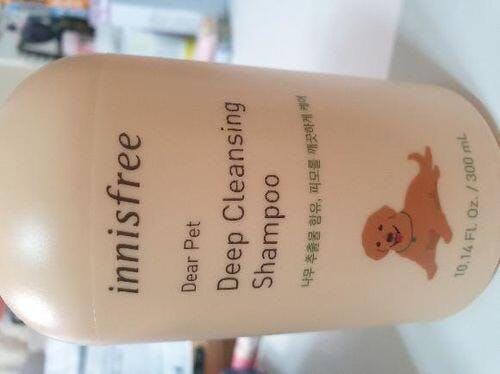 innisfree
Dear Pet
Deep Cleansing
Shampoo
나무 추출물 함유, 피모를 깨끗하게 케어
10.14 FL. Oz. / 300 mL